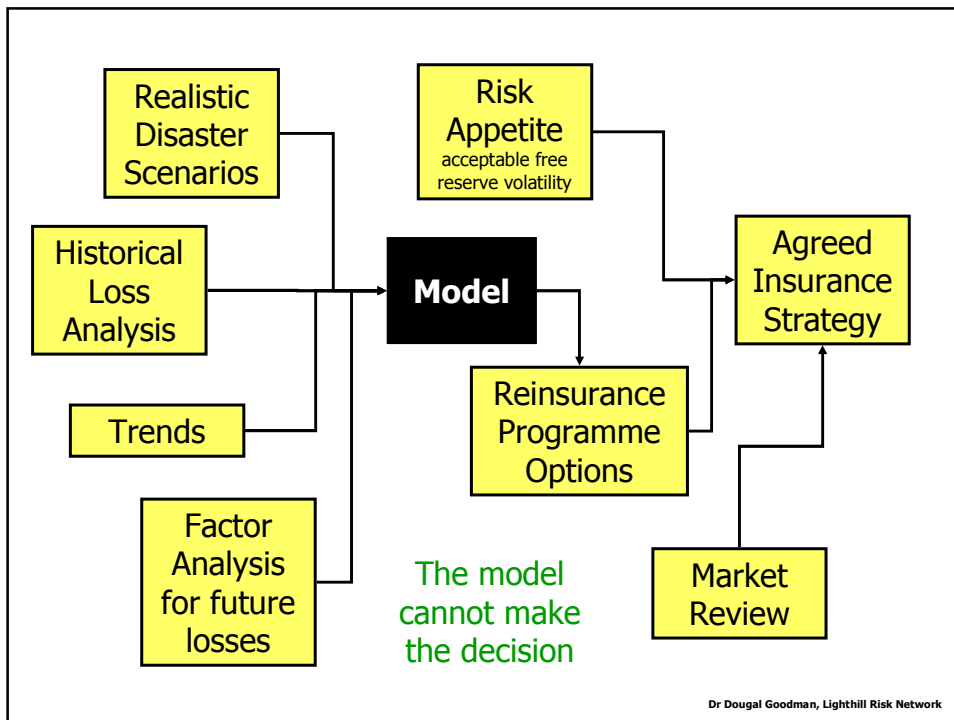 Realistic
Disaster
Scenarios
Risk
Appetite
acceptable free
reserve volatility
Historical
Loss
Analysis
Model
Agreed
Insurance
Strategy
Trends
Reinsurance
Programme
Options
Factor
Analysis
for future
losses
The model
cannot make
the decision
Market
Review
Dr Dougal Goodman, Lighthill Risk Network